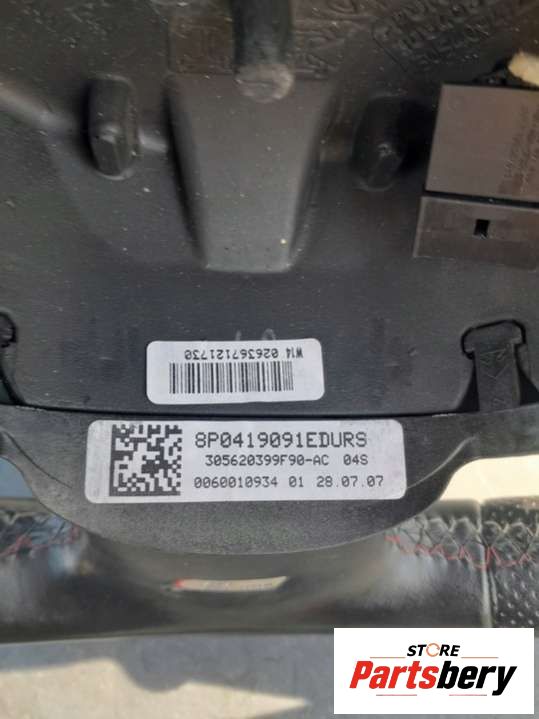 W14 026367121730
8P0419091EDURS
305620399F90-AC 04S
0060010934 01 28.07.07
STORE
Partsbery